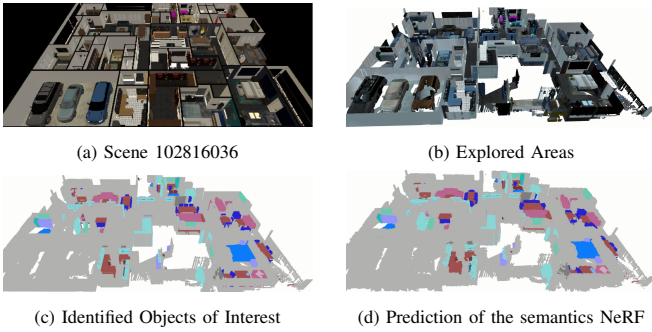 (a) Scene 102816036
(b) Explored Areas
(c) Identified Objects of Interest
(d) Prediction of the semantics NeRF